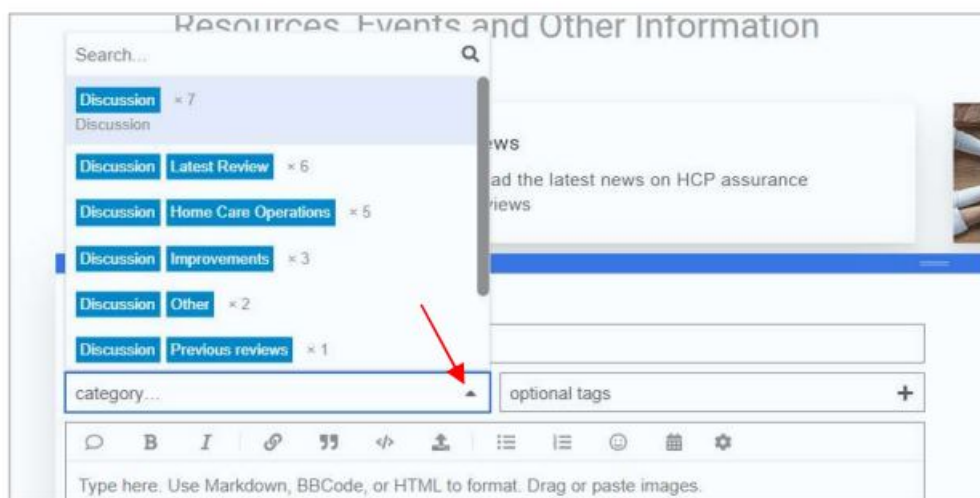 Resources, Events and Other Information
Search...
Discussion × 7
Discussion
Discussion Latest Review × 6
Discussion Home Care Operations × 5
Discussion Improvements × 3
Discussion Other × 2
Discussion Previous reviews × 1
ews
ad the latest news on HCP assurance
views
category...
optional tags +
B I
Type here. Use Markdown, BBCode, or HTML to format. Drag or paste images.